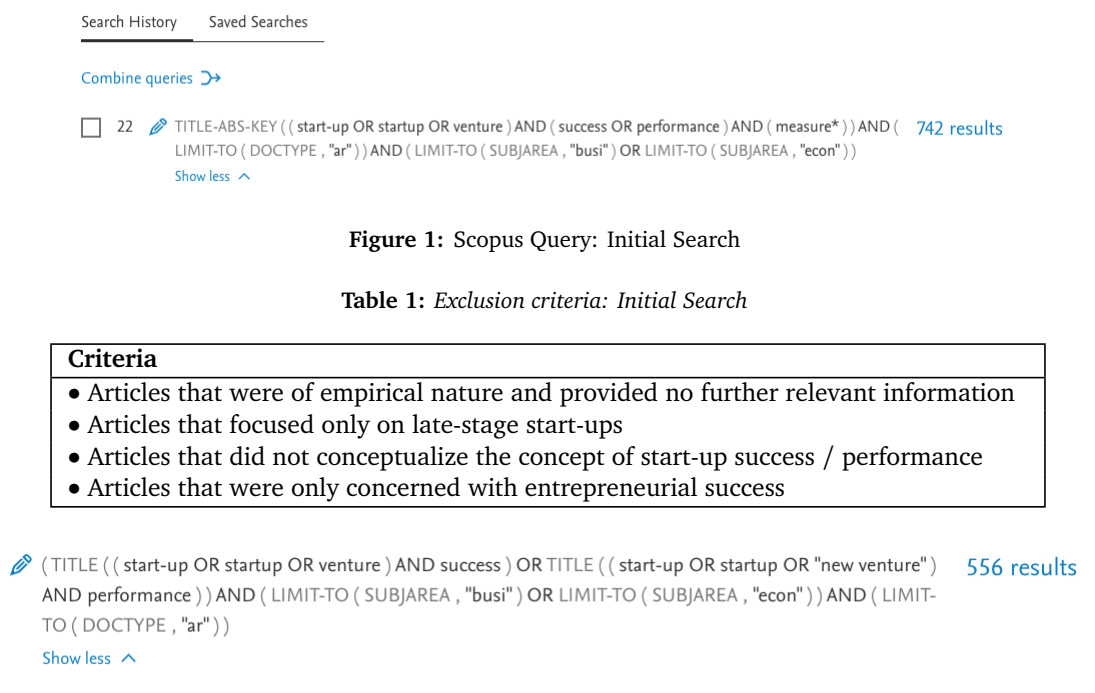 Search History Saved Searches
Combine queries
22 TITLE-ABS-KEY ( ( start-up OR startup OR venture ) AND ( success OR performance ) AND ( measure* ) ) AND ( 742 results
LIMIT-TO ( DOCTYPE , "ar" ) ) AND ( LIMIT-TO ( SUBJAREA , "busi" ) OR LIMIT-TO ( SUBJAREA , "econ" ) )
Show less
Figure 1: Scopus Query: Initial Search
Table 1: Exclusion criteria: Initial Search
Criteria
• Articles that were of empirical nature and provided no further relevant information
• Articles that focused only on late-stage start-ups
• Articles that did not conceptualize the concept of start-up success / performance
• Articles that were only concerned with entrepreneurial success
( TITLE ( ( start-up OR startup OR venture ) AND success ) OR TITLE ( ( start-up OR startup OR "new venture" ) 556 results
AND performance ) ) AND ( LIMIT-TO ( SUBJAREA , "busi" ) OR LIMIT-TO ( SUBJAREA , "econ" ) ) AND ( LIMIT-
TO ( DOCTYPE , "ar" ) )
Show less